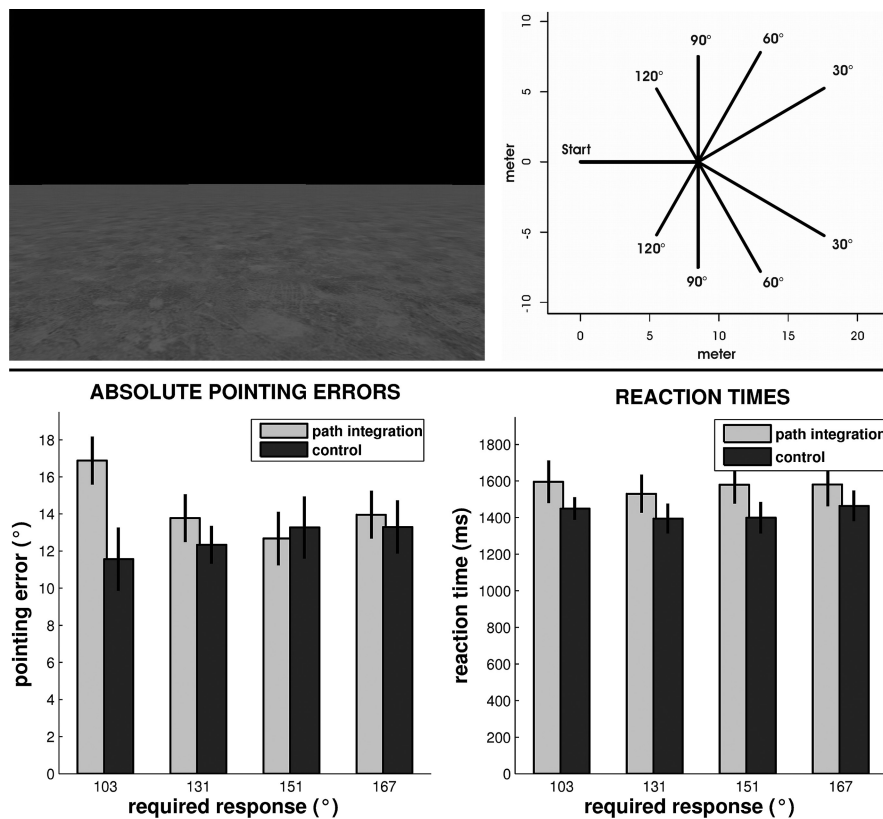 10
5
0
-5
-10
meter
Start
120°
90°
60°
30°
120°
90°
60°
30°
0 5 10 15 20
meter
ABSOLUTE POINTING ERRORS
path integration
control
18
16
14
12
10
8
6
4
2
0
pointing error (°)
103 131 151 167
required response (°)
REACTION TIMES
path integration
control
1800
1600
1400
1200
1000
800
600
400
200
0
reaction time (ms)
103 131 151 167
required response (°)